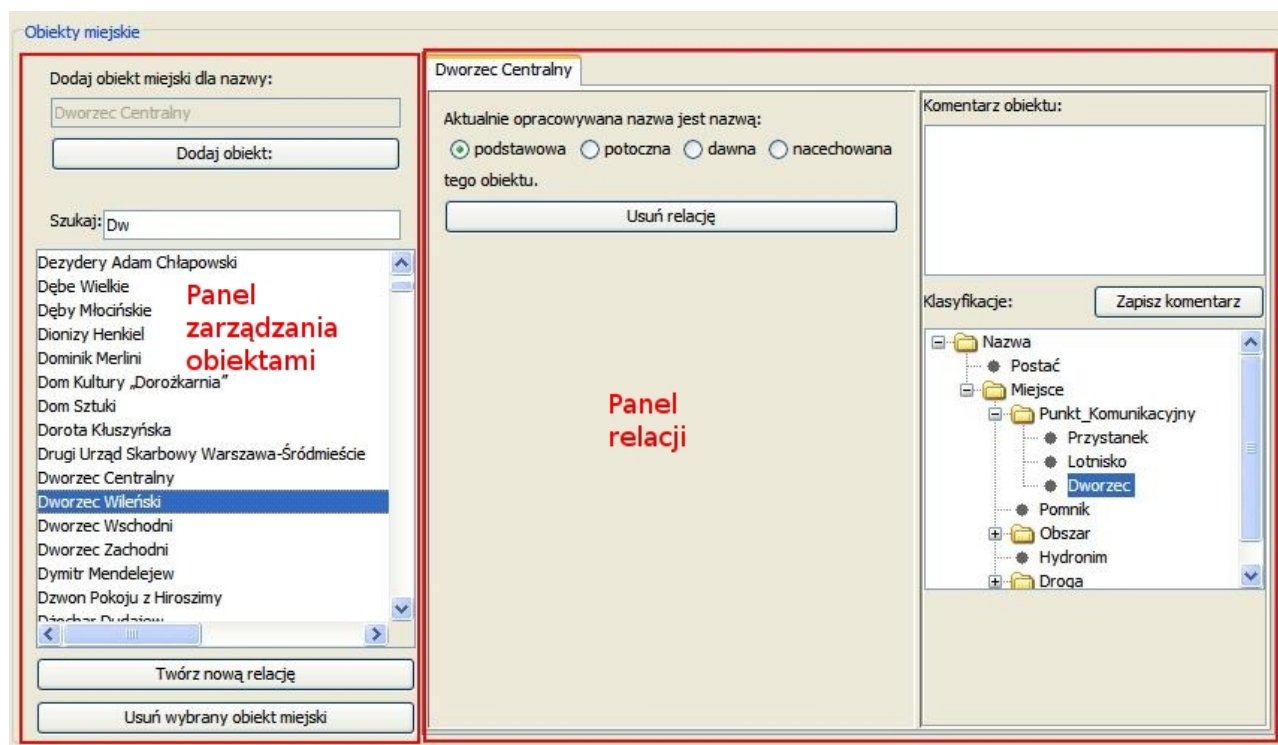 Obiekty miejskie
Dodaj obiekt miejski dla nazwy:
Dworzec Centralny
Dodaj obiekt:
Szukaj: Dw
Dezydery Adam Chłapowski
Dębe Wielkie
Dęby Młocińskie
Dionizy Henkiel
Dominik Merlini
Dom Kultury „Dorożkarnia”
Dom Sztuki
Dorota Kłuszyńska
Drugi Urząd Skarbowy Warszawa-Śródmieście
Dworzec Centralny
Dworzec Wileński
Dworzec Wschodni
Dworzec Zachodni
Dymitr Mendelejew
Dzwon Pokoju z Hiroszimy
Dżochar Dudajew
Panel
zarządzania
obiektami
Twórz nową relację
Usuń wybrany obiekt miejski
Dworzec Centralny
Aktualnie opracowywana nazwa jest nazwą:
podstawowa potoczna dawna nacechowana
tego obiektu.
Usuń relację
Panel
relacji
Komentarz obiektu:
Klasyfikacje: Zapisz komentarz
Nazwa
Postać
Miejsce
Punkt_Komunikacyjny
Przystanek
Lotnisko
Dworzec
Pomnik
Obszar
Hydronim
Droga